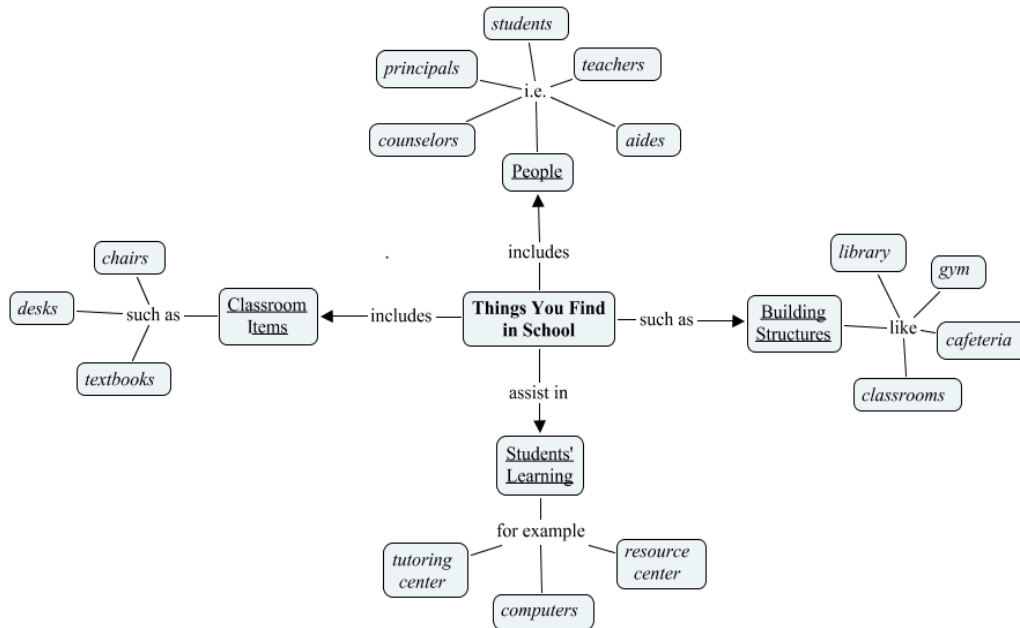 students
principals
teachers
i.e.
counselors
aides
People
includes
chairs
desks
such as
textbooks
Classroom
Items
includes
Things You Find
in School
such as
Building
Structures
library
gym
like
cafeteria
classrooms
assist in
Students'
Learning
for example
tutoring
center
computers
resource
center